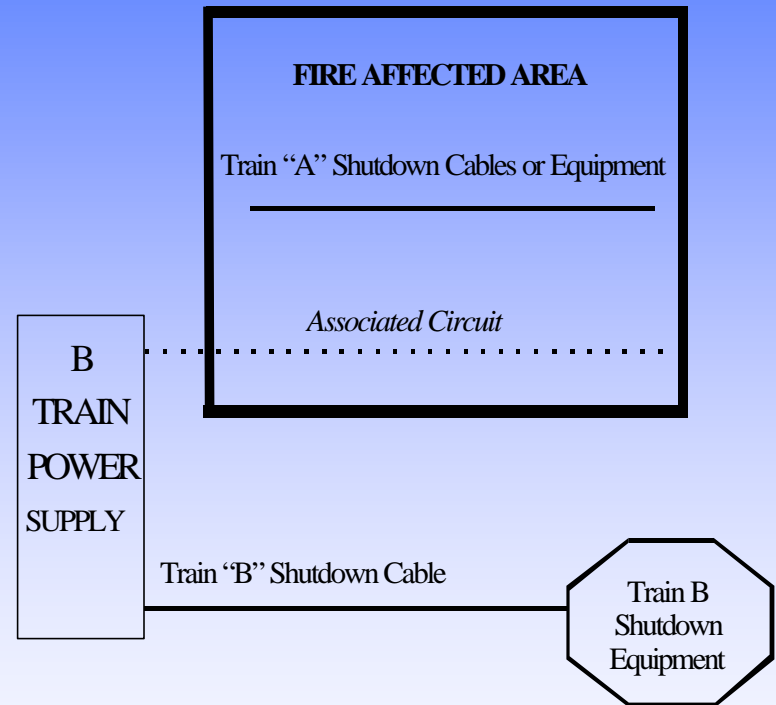 FIRE AFFECTED AREA
Train “A” Shutdown Cables or Equipment
Associated Circuit
B
TRAIN
POWER
SUPPLY
Train “B” Shutdown Cable
Train B
Shutdown
Equipment